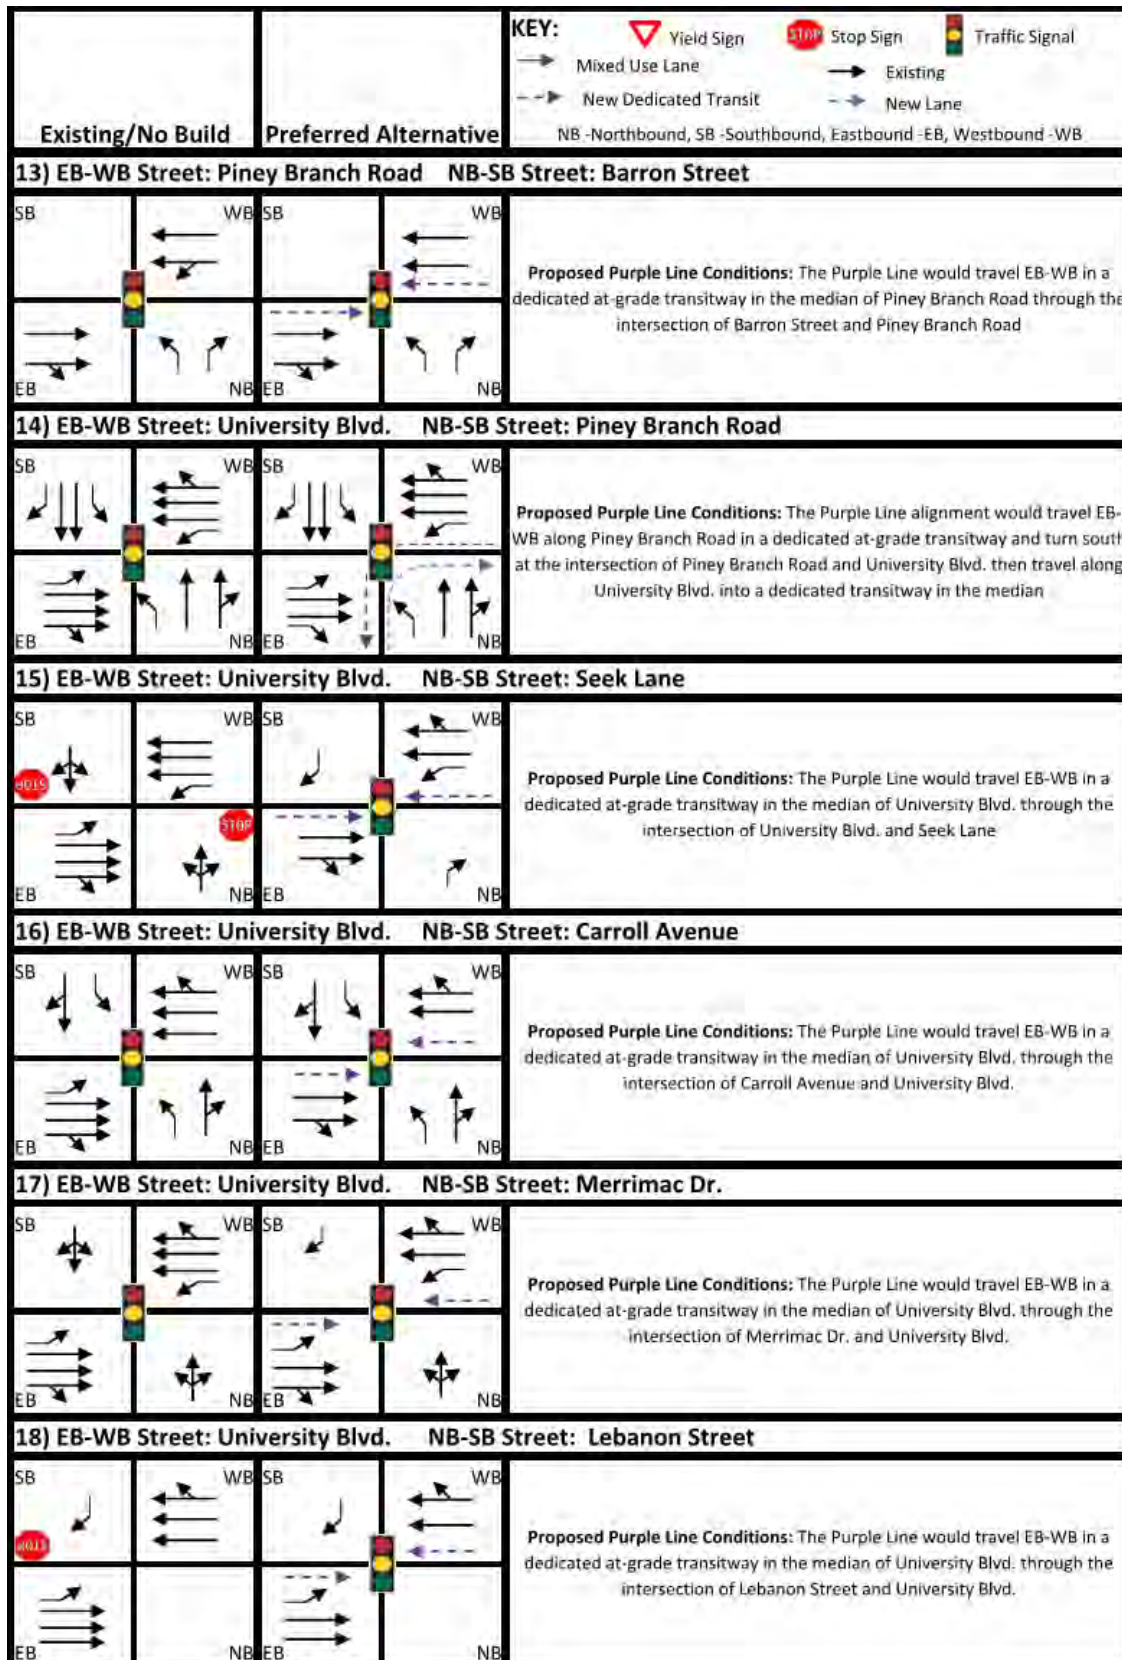 KEY:
Yield Sign
STOP Stop Sign
Traffic Signal
Mixed Use Lane
Existing
New Dedicated Transit
New Lane
Existing/No Build
Preferred Alternative
NB -Northbound, SB -Southbound, Eastbound -EB, Westbound -WB
13) EB-WB Street: Piney Branch Road NB-SB Street: Barron Street
SB WB SB WB
Proposed Purple Line Conditions: The Purple Line would travel EB-WB in a
dedicated at-grade transitway in the median of Piney Branch Road through the
intersection of Barron Street and Piney Branch Road
EB NB EB NB
14) EB-WB Street: University Blvd. NB-SB Street: Piney Branch Road
SB WB SB WB
Proposed Purple Line Conditions: The Purple Line alignment would travel EB-
WB along Piney Branch Road in a dedicated at-grade transitway and turn south
at the intersection of Piney Branch Road and University Blvd. then travel along
University Blvd. into a dedicated transitway in the median
EB NB EB NB
15) EB-WB Street: University Blvd. NB-SB Street: Seek Lane
SB WB SB WB
STOP
STOP
Proposed Purple Line Conditions: The Purple Line would travel EB-WB in a
dedicated at-grade transitway in the median of University Blvd. through the
intersection of University Blvd. and Seek Lane
EB NB EB NB
16) EB-WB Street: University Blvd. NB-SB Street: Carroll Avenue
SB WB SB WB
Proposed Purple Line Conditions: The Purple Line would travel EB-WB in a
dedicated at-grade transitway in the median of University Blvd. through the
intersection of Carroll Avenue and University Blvd.
EB NB EB NB
17) EB-WB Street: University Blvd. NB-SB Street: Merrimac Dr.
SB WB SB WB
Proposed Purple Line Conditions: The Purple Line would travel EB-WB in a
dedicated at-grade transitway in the median of University Blvd. through the
intersection of Merrimac Dr. and University Blvd.
EB NB EB NB
18) EB-WB Street: University Blvd. NB-SB Street: Lebanon Street
SB WB SB WB
STOP
Proposed Purple Line Conditions: The Purple Line would travel EB-WB in a
dedicated at-grade transitway in the median of University Blvd. through the
intersection of Lebanon Street and University Blvd.
EB NB EB NB